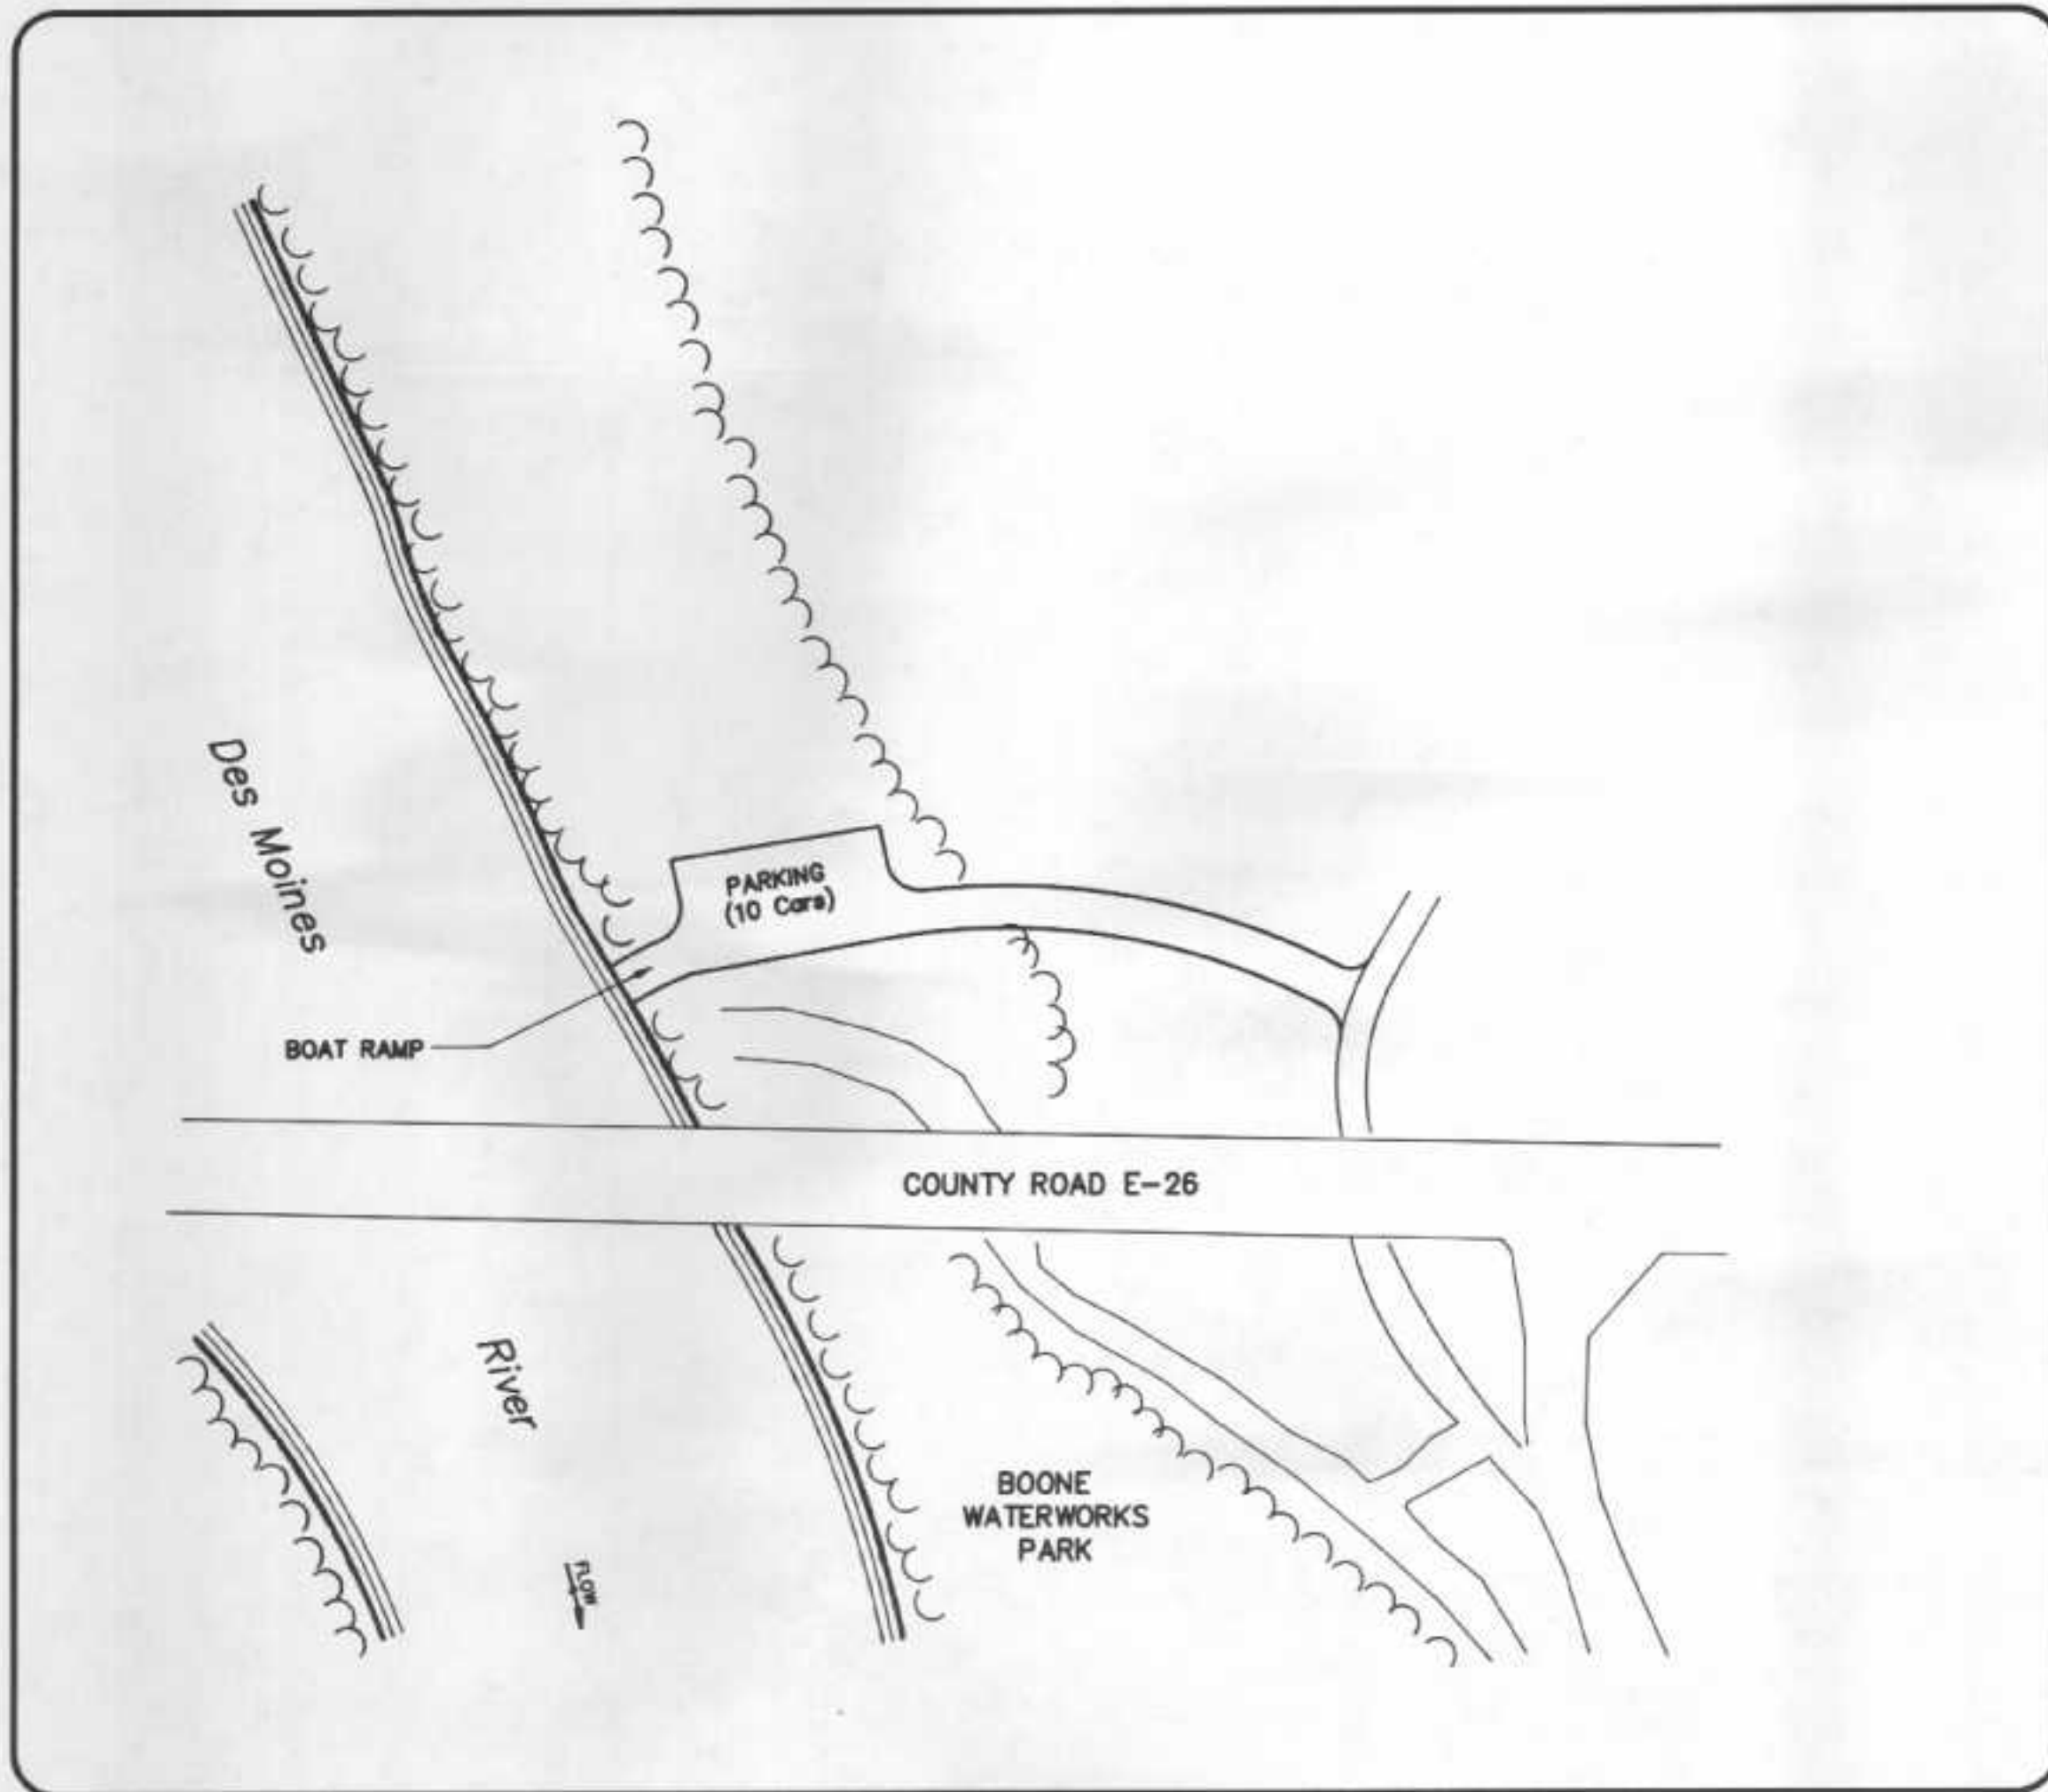 Des Moines
PARKING
(10 Cars)
BOAT RAMP
COUNTY ROAD E-26
River
BOONE
WATERWORKS
PARK
FLOW